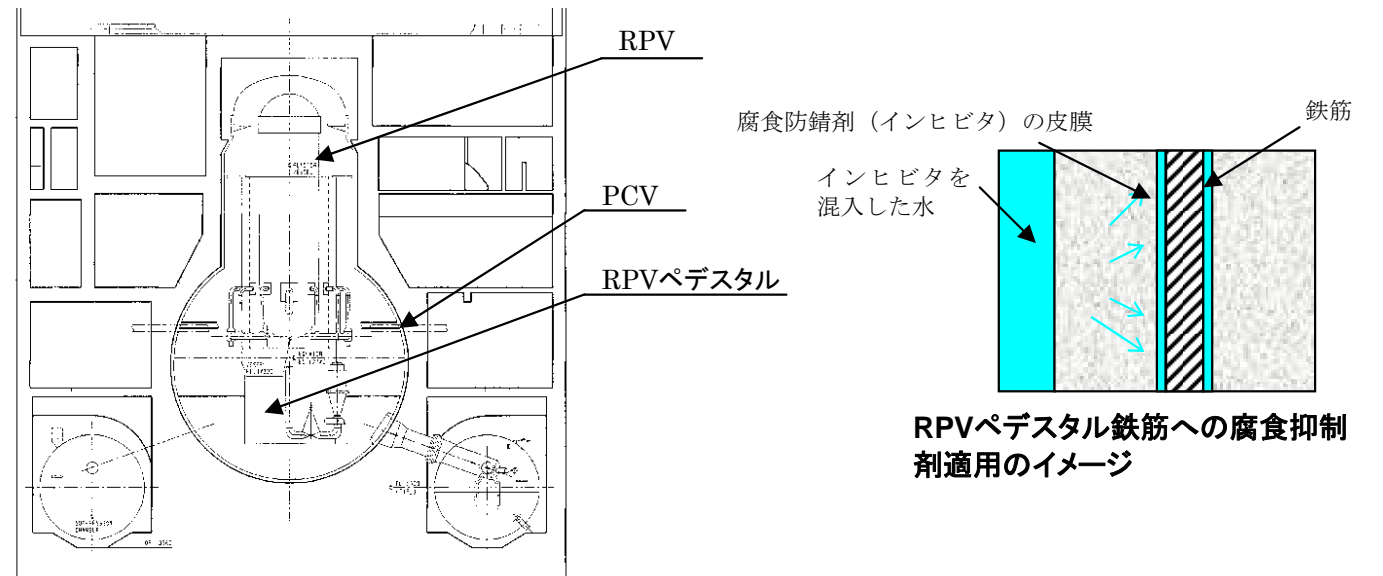 RPV
PCV
RPVペデスタル
腐食防錆剤（インヒビタ）の皮膜
鉄筋
インヒビタを
混入した水
RPVペデスタル鉄筋への腐食抑制
剤適用のイメージ